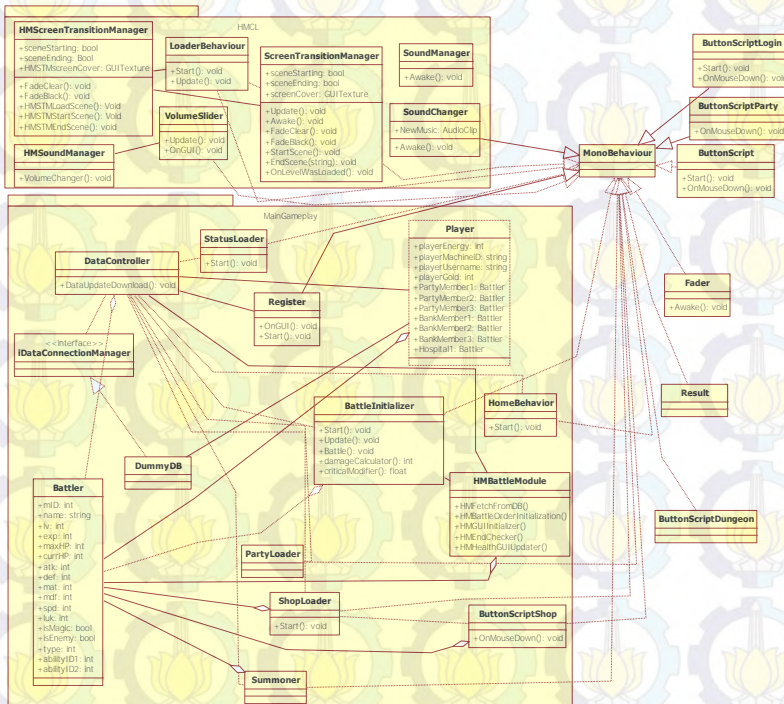 HMCL
HMScreenTransitionManager
+sceneStarting: bool
+sceneEnding: bool
+HMSTMscreenCover: GUITexture
+FadeClear(): Void
+FadeBlack(): Void
+HMSTMLoadScene(): Void
+HMSTMStartScene(): Void
+HMSTMEndScene(): Void
LoaderBehaviour
+Start(): void
+Update(): void
ScreenTransitionManager
+sceneStarting: bool
+sceneEnding: bool
+screenCover: GUITexture
+Update(): void
+Awake(): void
+FadeClear(): void
+FadeBlack(): void
+StartScene(): void
+EndScene(string): void
+OnLevelWasLoaded(): void
SoundManager
+Awake(): void
VolumeSlider
+Update(): void
+OnGUI(): void
SoundChanger
+NewMusic: AudioClip
+Awake(): void
HMSoundManager
+VolumeChanger(): void
MonoBehaviour
ButtonScriptLogin
+Start(): void
+OnMouseDown(): void
ButtonScriptParty
+OnMouseDown(): void
ButtonScript
+Start(): void
+OnMouseDown(): void
MainGameplay
StatusLoader
+Start(): void
DataController
+DataUpdateDownload(): void
Player
+playerEnergy: int
+playerMachineID: string
+playerUsername: string
+playerGold: int
+PartyMember1: Battler
+PartyMember2: Battler
+PartyMember3: Battler
+BankMember1: Battler
+BankMember2: Battler
+BankMember3: Battler
+Hospital1: Battler
Register
+OnGUI(): void
+Start(): void
Fader
+Awake(): void
<<interface>>
iDataConnectionManager
BattleInitializer
+Start(): void
+Update(): void
+Battle(): void
+damageCalculator(): int
+criticalModifier(): float
HomeBehavior
+Start(): void
Result
DummyDB
HMBattleModule
+HMFetchFromDB()
+HMBattleOrderInitialization()
+HMGUIInitializer()
+HMEndChecker()
+HMHealthGUIUpdater()
Battler
+mID: int
+name: string
+lv: int
+exp: int
+maxHP: int
+currHP: int
+atk: int
+def: int
+mat: int
+mdf: int
+spd: int
+luk: int
+isMagic: bool
+isEnemy: bool
+type: int
+abilityID1: int
+abilityID2: int
ButtonScriptDungeon
PartyLoader
ShopLoader
+Start(): void
ButtonScriptShop
+OnMouseDown(): void
Summoner